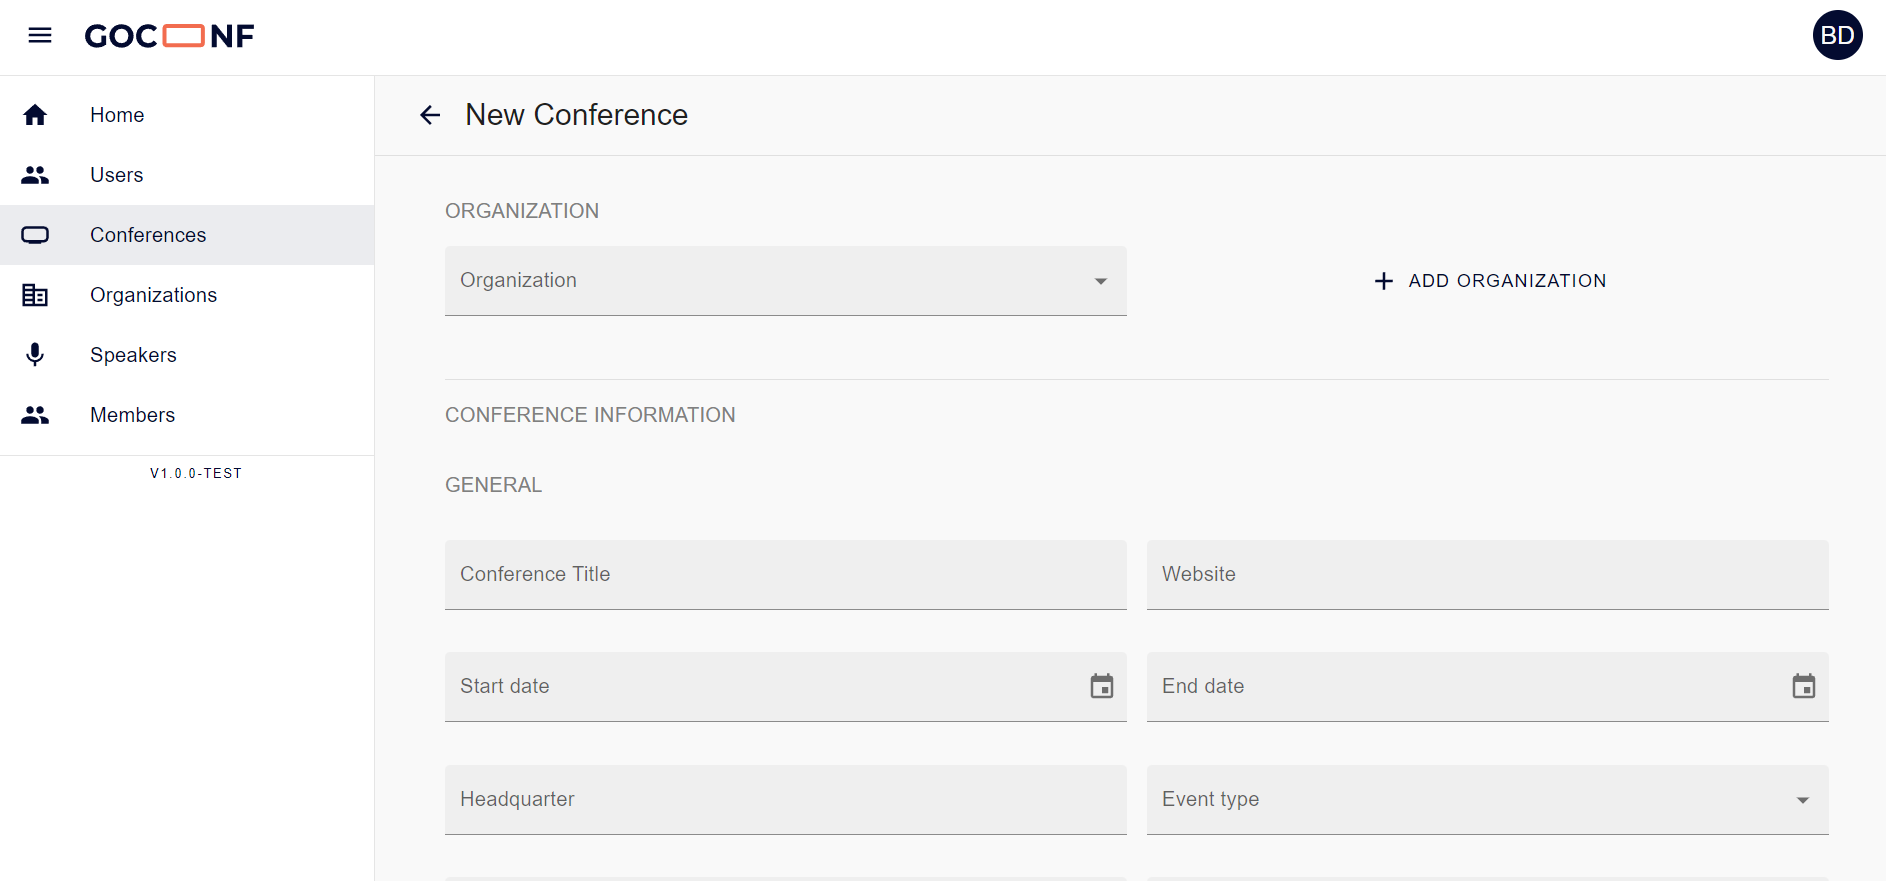 GOCONF
BD
Home
Users
Conferences
Organizations
Speakers
Members
V1.0.0-TEST
New Conference
ORGANIZATION
Organization
ADD ORGANIZATION
CONFERENCE INFORMATION
GENERAL
Conference Title
Website
Start date
End date
Headquarter
Event type